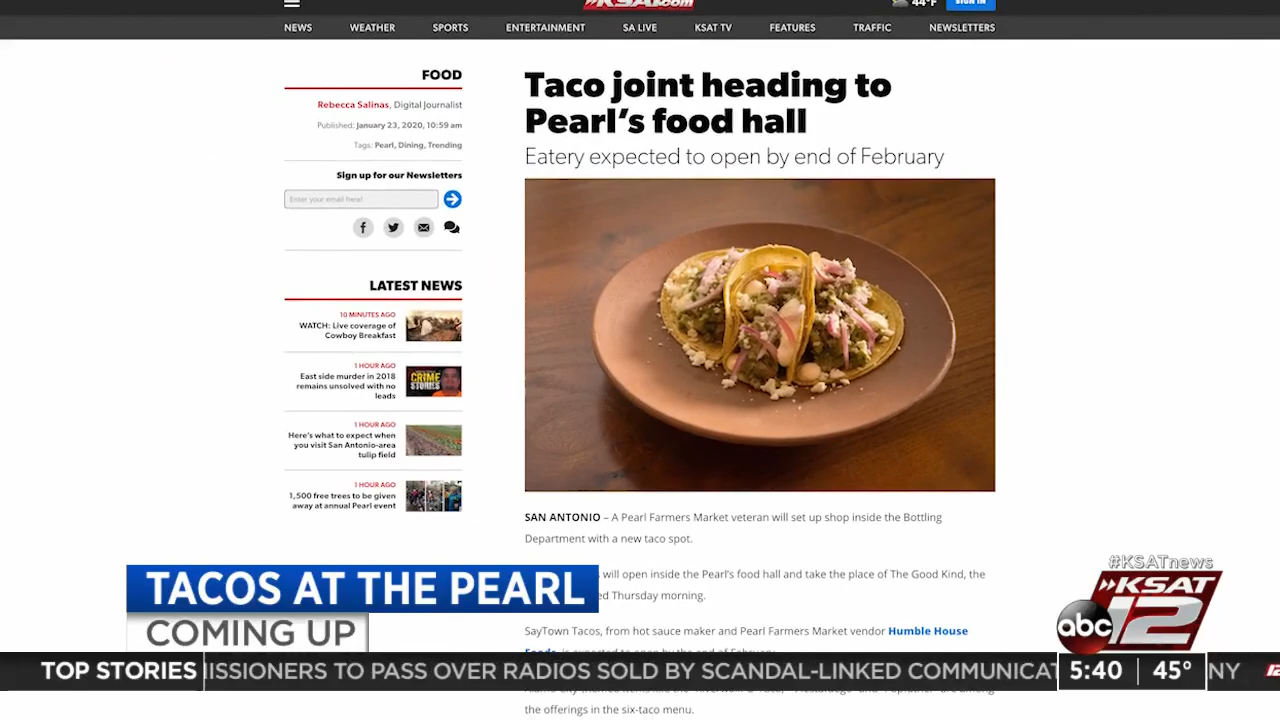 KSAT.com
44°F
SIGN IN
NEWS WEATHER SPORTS ENTERTAINMENT SA LIVE KSAT TV FEATURES TRAFFIC NEWSLETTERS
FOOD
Rebecca Salinas, Digital Journalist
Published: January 23, 2020, 10:59 am
Tags: Pearl, Dining, Trending
Sign up for our Newsletters
Enter your email here!
LATEST NEWS
10 MINUTES AGO
WATCH: Live coverage of
Cowboy Breakfast
1 HOUR AGO
East side murder in 2018
remains unsolved with no
leads
CRIME
STORIES
1 HOUR AGO
Here's what to expect when
you visit San Antonio-area
tulip field
1 HOUR AGO
1,500 free trees to be given
away at annual Pearl event
Taco joint heading to
Pearl's food hall
Eatery expected to open by end of February
SAN ANTONIO – A Pearl Farmers Market veteran will set up shop inside the Bottling
Department with a new taco spot.
will open inside the Pearl's food hall and take the place of The Good Kind, the
ed Thursday morning.
SayTown Tacos, from hot sauce maker and Pearl Farmers Market vendor Humble House
the offerings in the six-taco menu.
TACOS AT THE PEARL
COMING UP
#KSATnews
KSAT
abc 12
TOP STORIES
ISSIONERS TO PASS OVER RADIOS SOLD BY SCANDAL-LINKED COMMUNICAT
5:40 45°
NY
12